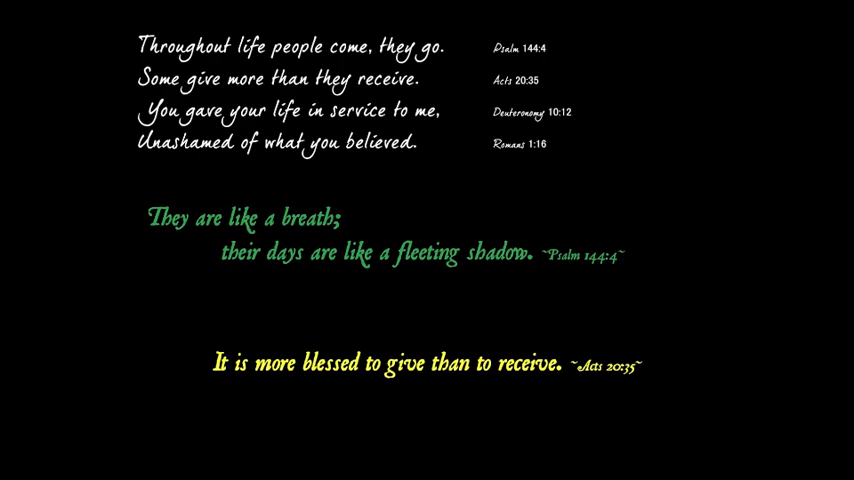 Throughout life people come, they go. Psalm 144:4
Some give more than they receive. Acts 20:35
You gave your life in service to me, Deuteronomy 10:12
Unashamed of what you believed. Romans 1:16
They are like a breath;
their days are like a fleeting shadow. ~Psalm 144:4~
It is more blessed to give than to receive. ~Acts 20:35~